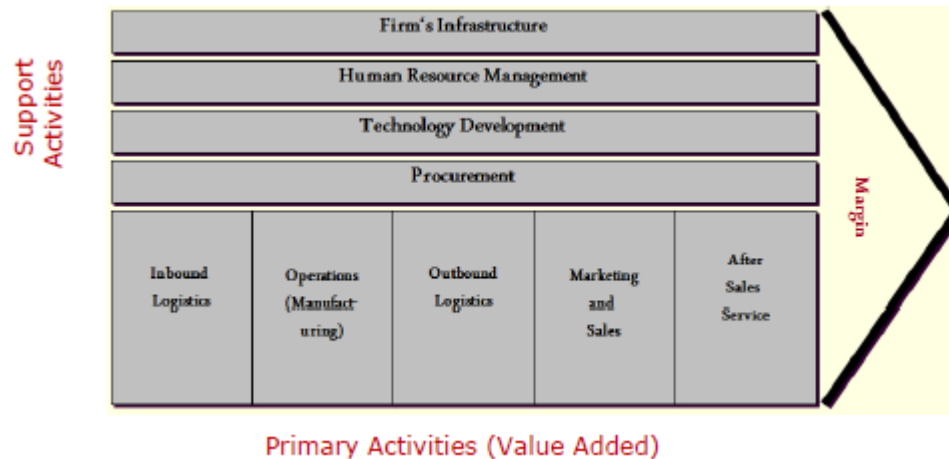 Support
Activities
Firm's Infrastructure
Human Resource Management
Technology Development
Procurement
Inbound
Logistics
Operations
(Manufact-
uring)
Outbound
Logistics
Marketing
and
Sales
After
Sales
Service
Margin
Primary Activities (Value Added)